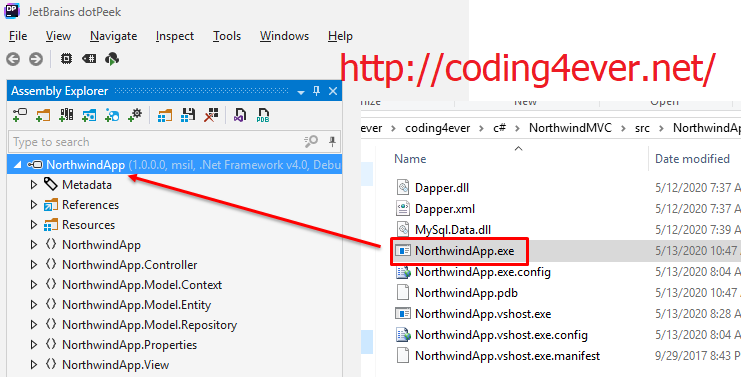 JetBrains dotPeek
File View Navigate Inspect Tools Windows Help
http://coding4ever.net/
Assembly Explorer
Type to search
NorthwindApp (1.0.0.0, msil, .Net Framework v4.0, Debu
Metadata
References
Resources
NorthwindApp
NorthwindApp.Controller
NorthwindApp.Model.Context
NorthwindApp.Model.Entity
NorthwindApp.Model.Repository
NorthwindApp.Properties
NorthwindApp.View
Organize New Open
ever coding4ever c# NorthwindMVC src NorthwindAp
Name Date modified
Dapper.dll 5/12/2020 7:37 A
Dapper.xml 5/12/2020 7:37 A
MySql.Data.dll 5/12/2020 7:39 A
NorthwindApp.exe 5/13/2020 10:47
NorthwindApp.exe.config 5/13/2020 8:04 A
NorthwindApp.pdb 5/13/2020 10:47
NorthwindApp.vshost.exe 5/13/2020 8:28 A
NorthwindApp.vshost.exe.config 5/13/2020 8:04 A
NorthwindApp.vshost.exe.manifest 9/29/2017 8:43 A